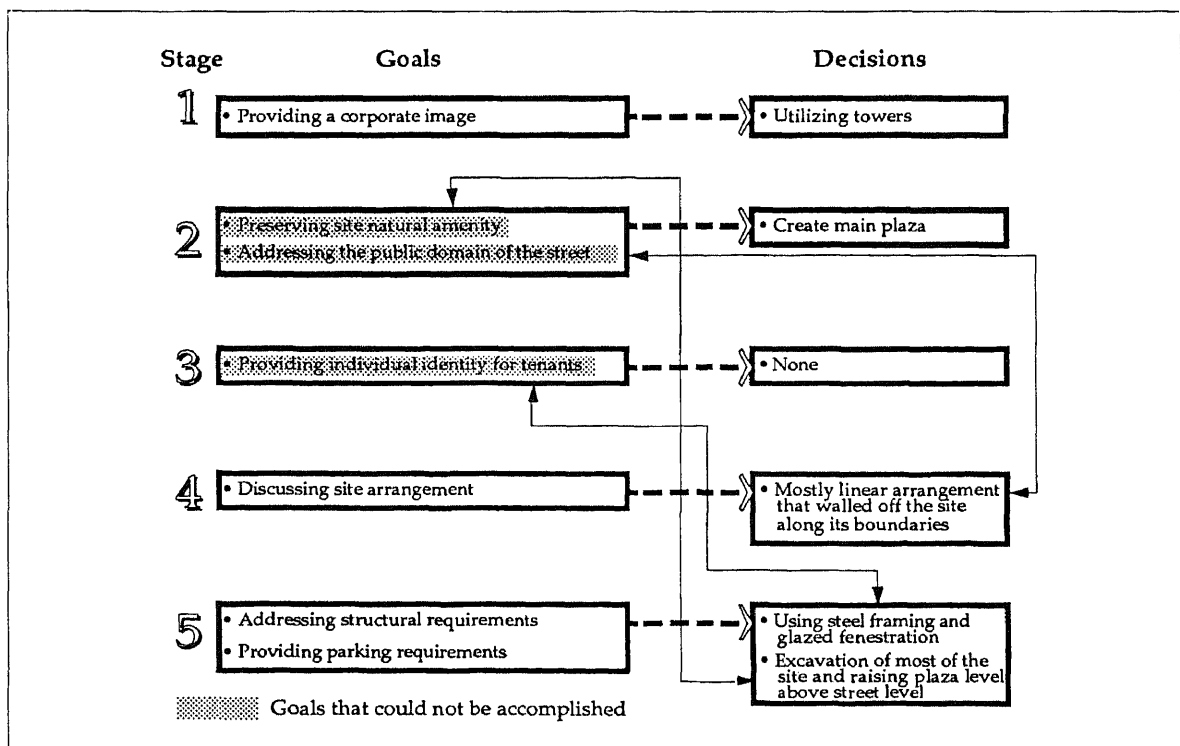 Stage Goals Decisions
1
• Providing a corporate image
• Utilizing towers
2
• Preserving site natural amenity
• Addressing the public domain of the street
• Create main plaza
3
• Providing individual identity for tenants
• None
4
• Discussing site arrangement
• Mostly linear arrangement
that walled off the site
along its boundaries
5
• Addressing structural requirements
• Providing parking requirements
• Using steel framing and
glazed fenestration
• Excavation of most of the
site and raising plaza level
above street level
Goals that could not be accomplished